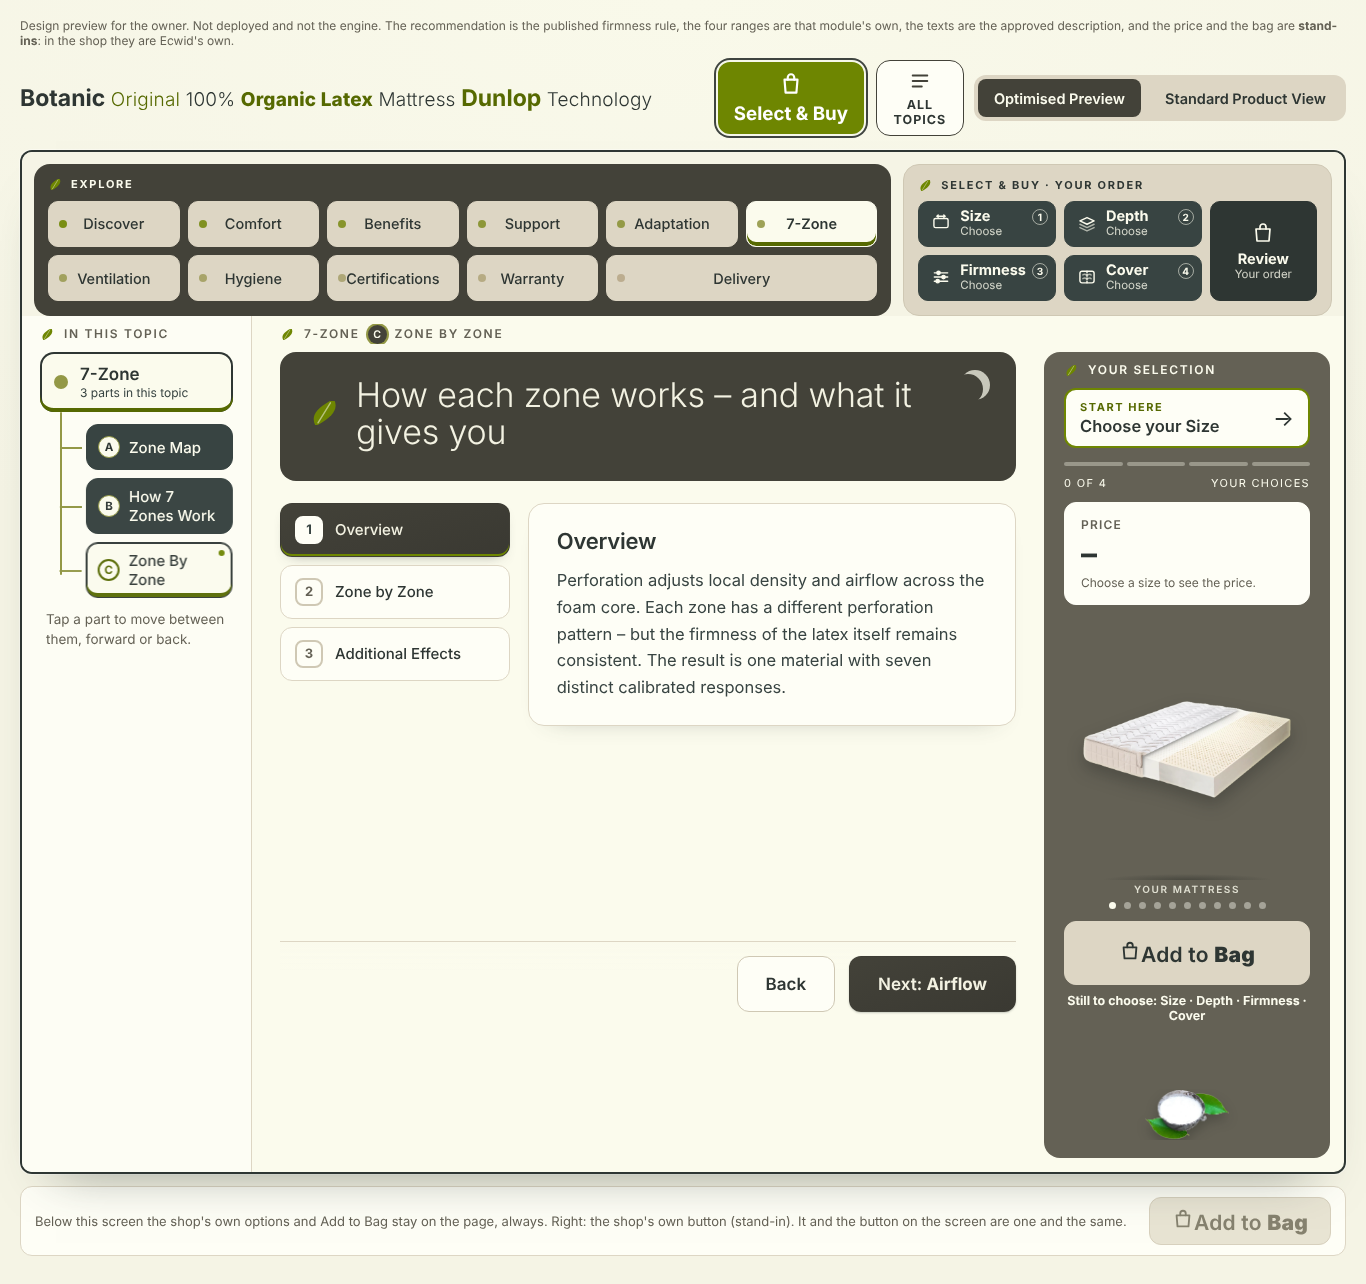 Design preview for the owner. Not deployed and not the engine. The recommendation is the published firmness rule, the four ranges are that module's own, the texts are the approved description, and the price and the bag are stand-
ins: in the shop they are Ecwid's own.
Botanic Original 100% Organic Latex Mattress Dunlop Technology
Select & Buy
ALL
TOPICS
Optimised Preview
Standard Product View
EXPLORE
Discover
Comfort
Benefits
Support
Adaptation
7-Zone
Ventilation
Hygiene
Certifications
Warranty
Delivery
SELECT & BUY · YOUR ORDER
Size
Choose
1
Depth
Choose
2
Firmness
Choose
3
Cover
Choose
4
Review
Your order
IN THIS TOPIC
7-Zone
3 parts in this topic
A
Zone Map
B
How 7
Zones Work
C
Zone By
Zone
Tap a part to move between
them, forward or back.
7-ZONE C ZONE BY ZONE
How each zone works – and what it
gives you
1 Overview
2 Zone by Zone
3 Additional Effects
Overview
Perforation adjusts local density and airflow across the
foam core. Each zone has a different perforation
pattern – but the firmness of the latex itself remains
consistent. The result is one material with seven
distinct calibrated responses.
Back
Next: Airflow
YOUR SELECTION
START HERE
Choose your Size
0 OF 4
YOUR CHOICES
PRICE
–
Choose a size to see the price.
YOUR MATTRESS
Add to Bag
Still to choose: Size · Depth · Firmness ·
Cover
Below this screen the shop's own options and Add to Bag stay on the page, always. Right: the shop's own button (stand-in). It and the button on the screen are one and the same.
Add to Bag